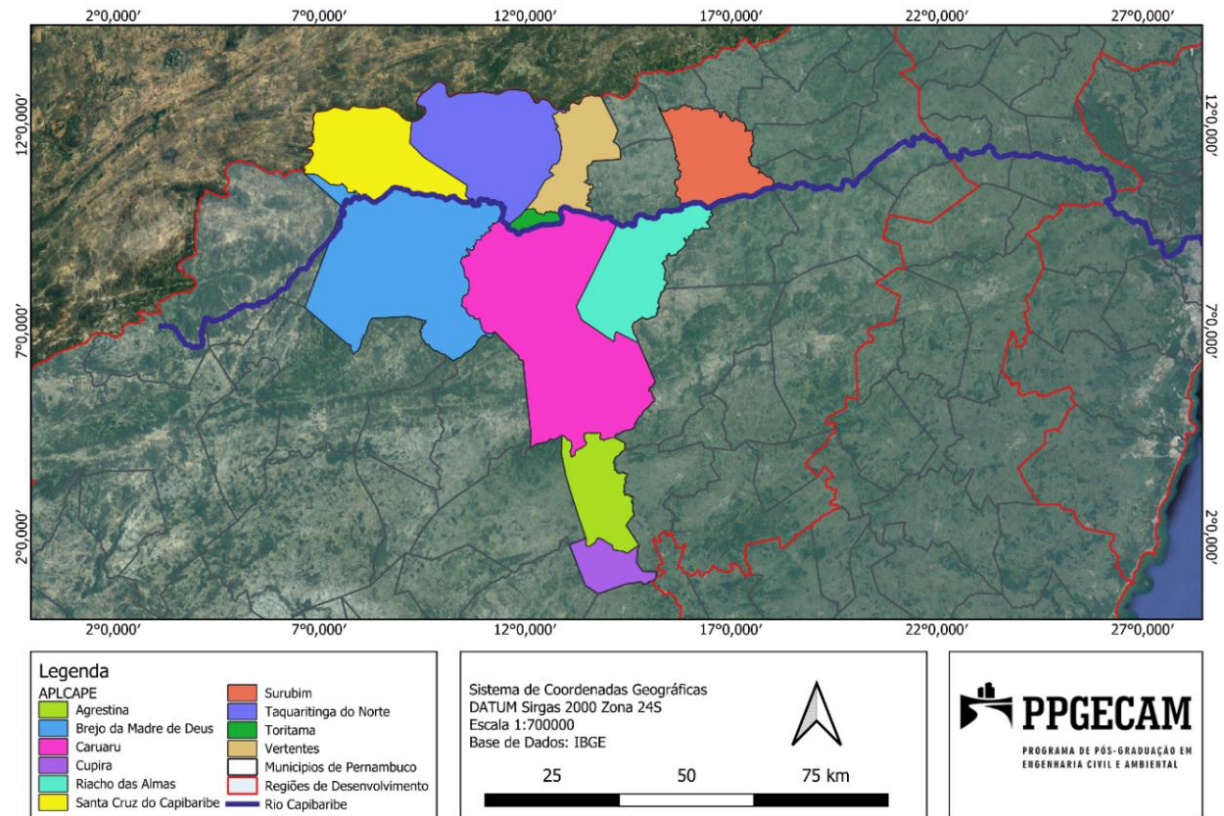 2°0,000' 7°0,000' 12°0,000' 17°0,000' 22°0,000' 27°0,000'
12°0,000' 12°0,000'
7°0,000' 7°0,000'
2°0,000' 2°0,000'
2°0,000' 7°0,000' 12°0,000' 17°0,000' 22°0,000' 27°0,000'
Legenda
APLCAPE
Agrestina
Brejo da Madre de Deus
Caruaru
Cupira
Riacho das Almas
Santa Cruz do Capibaribe
Surubim
Taquaritinga do Norte
Toritama
Vertentes
Municipios de Pernambuco
Regiões de Desenvolvimento
Rio Capibaribe
Sistema de Coordenadas Geográficas
DATUM Sirgas 2000 Zona 24S
Escala 1:700000
Base de Dados: IBGE
25 50 75 km
PPGECAM
PROGRAMA DE PÓS-GRADUAÇÃO EM
ENGENHARIA CIVIL E AMBIENTAL